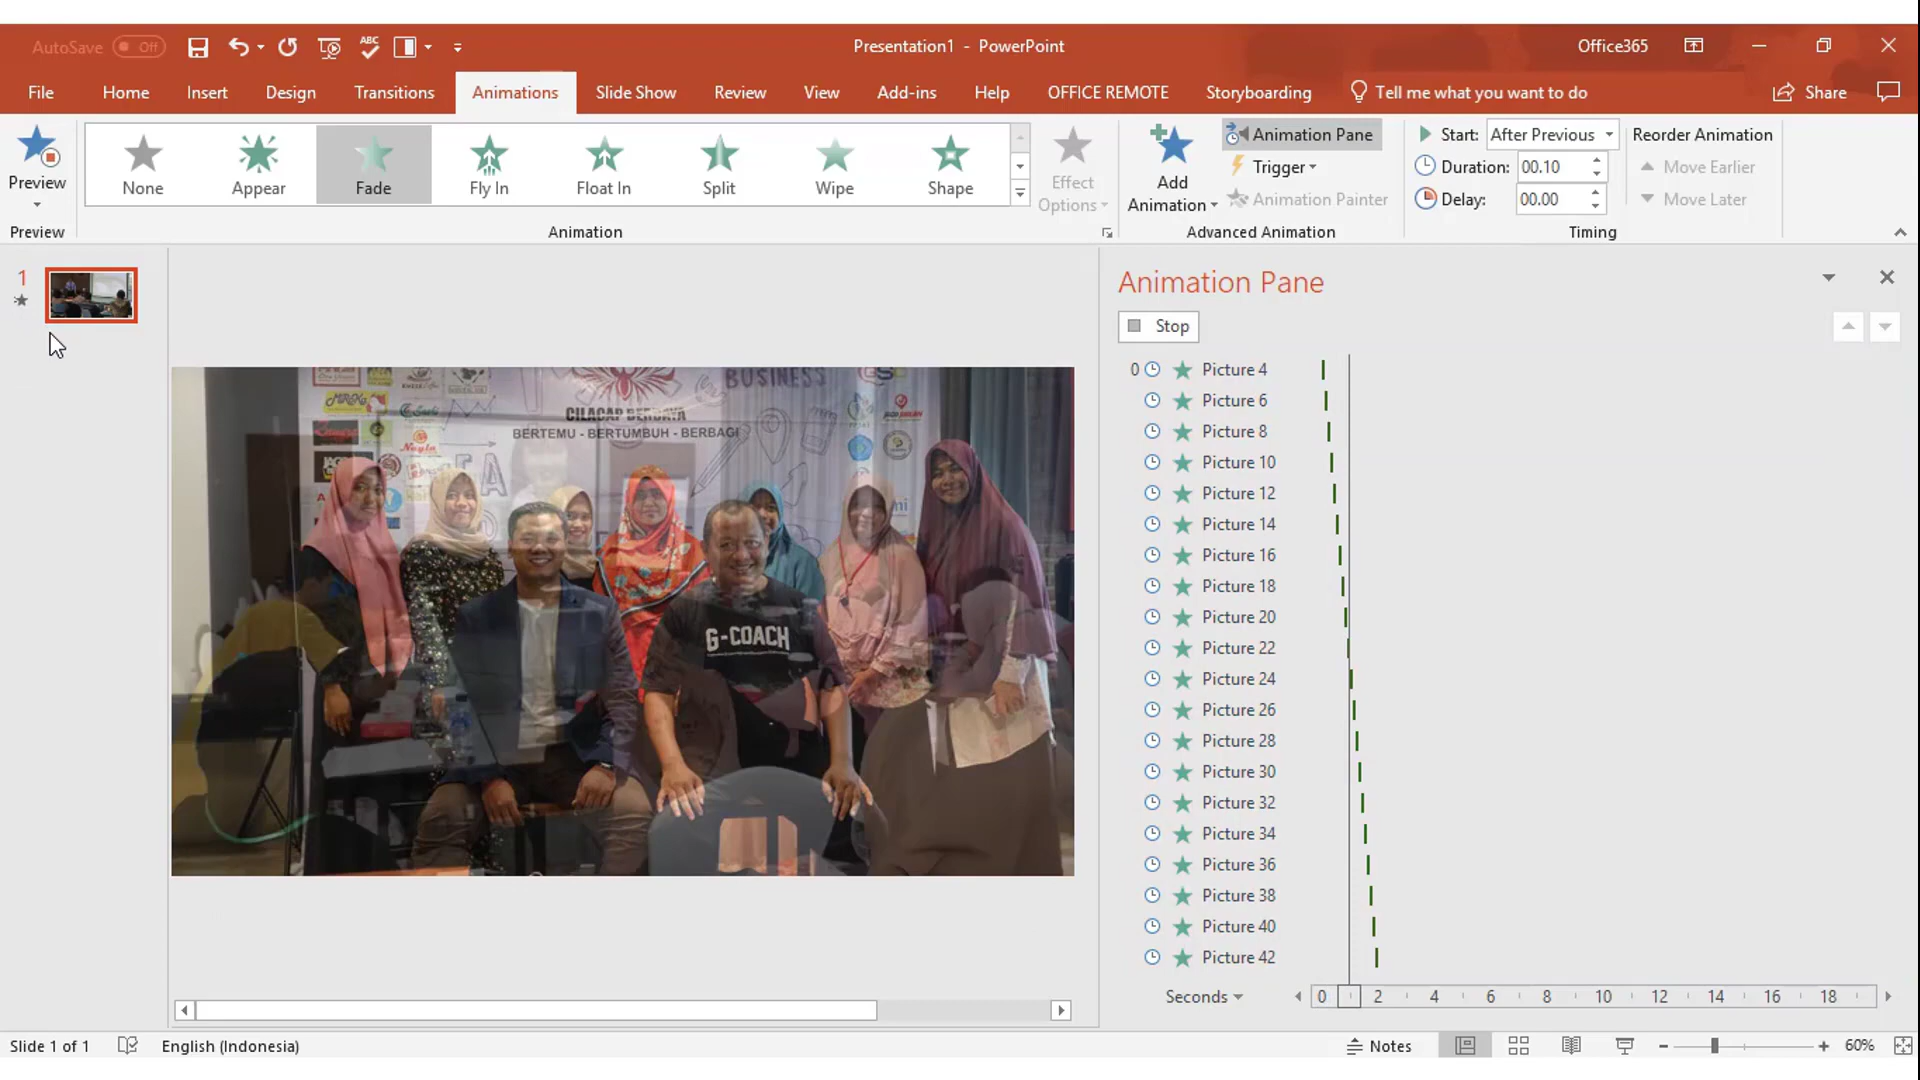 AutoSave Off
Presentation1 - PowerPoint
Office365
File Home Insert Design Transitions Animations Slide Show Review View Add-ins Help OFFICE REMOTE Storyboarding Tell me what you want to do Share
Preview
None Appear Fade Fly In Float In Split Wipe Shape
Effect Options
Add Animation
Animation Pane
Trigger
Animation Painter
Start: After Previous
Duration: 00.10
Delay: 00.00
Reorder Animation
Move Earlier
Move Later
Preview Animation Advanced Animation Timing
1
BUSINESS
CILACAP BERDAYA
BERTEMU - BERTUMBUH - BERBAGI
G-COACH
Animation Pane
Stop
0 Picture 4
Picture 6
Picture 8
Picture 10
Picture 12
Picture 14
Picture 16
Picture 18
Picture 20
Picture 22
Picture 24
Picture 26
Picture 28
Picture 30
Picture 32
Picture 34
Picture 36
Picture 38
Picture 40
Picture 42
Seconds 0 2 4 6 8 10 12 14 16 18
Slide 1 of 1 English (Indonesia) Notes 60%